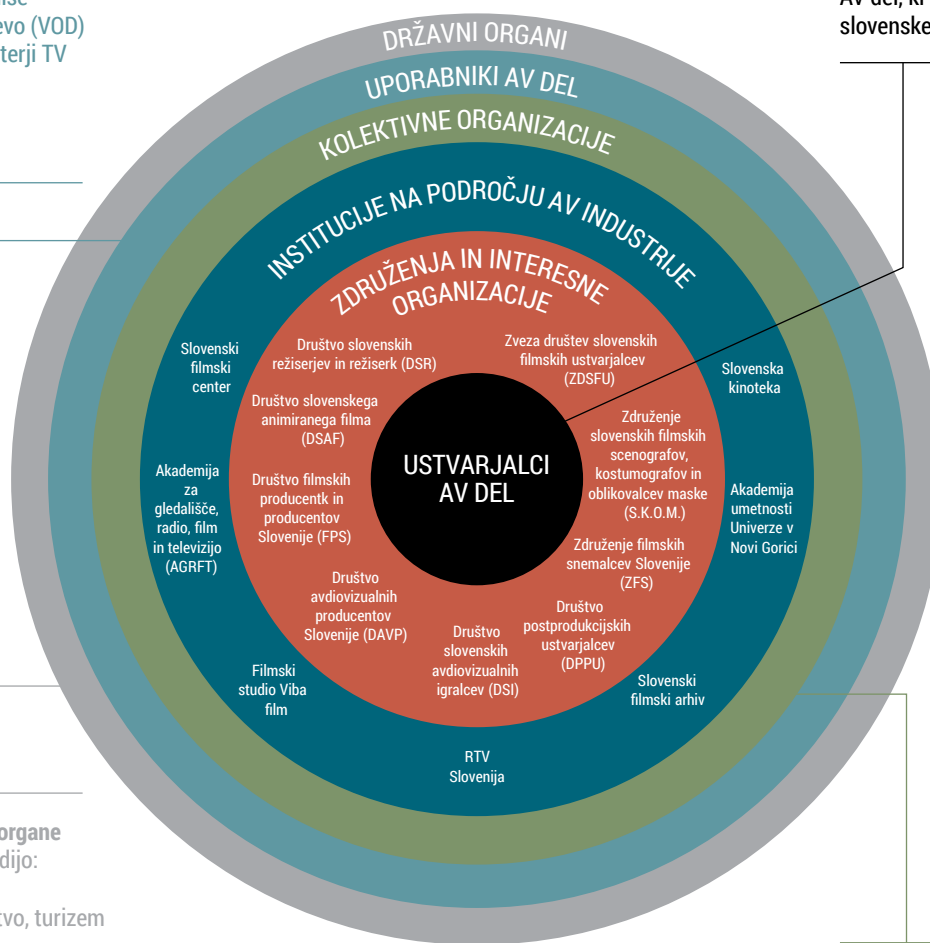 evo (VOD)
terji TV
AV del, ki
slovenske
DRŽAVNI ORGANI
UPORABNIKI AV DEL
KOLEKTIVNE ORGANIZACIJE
INSTITUCIJE NA PODROČJU AV INDUSTRIJE
ZDRUŽENJA IN INTERESNE
ORGANIZACIJE
Društvo slovenskih
režiserjev in režiserk (DSR)
Zveza društev slovenskih
filmskih ustvarjalcev
(ZDSFU)
Slovenski
filmski
center
Slovenska
kinoteka
Društvo slovenskega
animiranega filma
(DSAF)
Združenje
slovenskih filmskih
scenografov,
kostumografov in
oblikovalcev maske
(S.K.O.M.)
USTVARJALCI
AV DEL
Akademija
za
gledališče,
radio, film
in televizijo
(AGRFT)
Društvo filmskih
producentk in
producentov
Slovenije (FPS)
Akademija
umetnosti
Univerze v
Novi Gorici
Združenje filmskih
snemalcev Slovenije
(ZFS)
Društvo
avdiovizualnih
producentov
Slovenije (DAVP)
Društvo
slovenskih
avdiovizualnih
igralcev (DSI)
Društvo
postprodukcijskih
ustvarjalcev
(DPPU)
Filmski
studio Viba
film
Slovenski
filmski arhiv
RTV
Slovenija
organe
dijo:
tvo, turizem